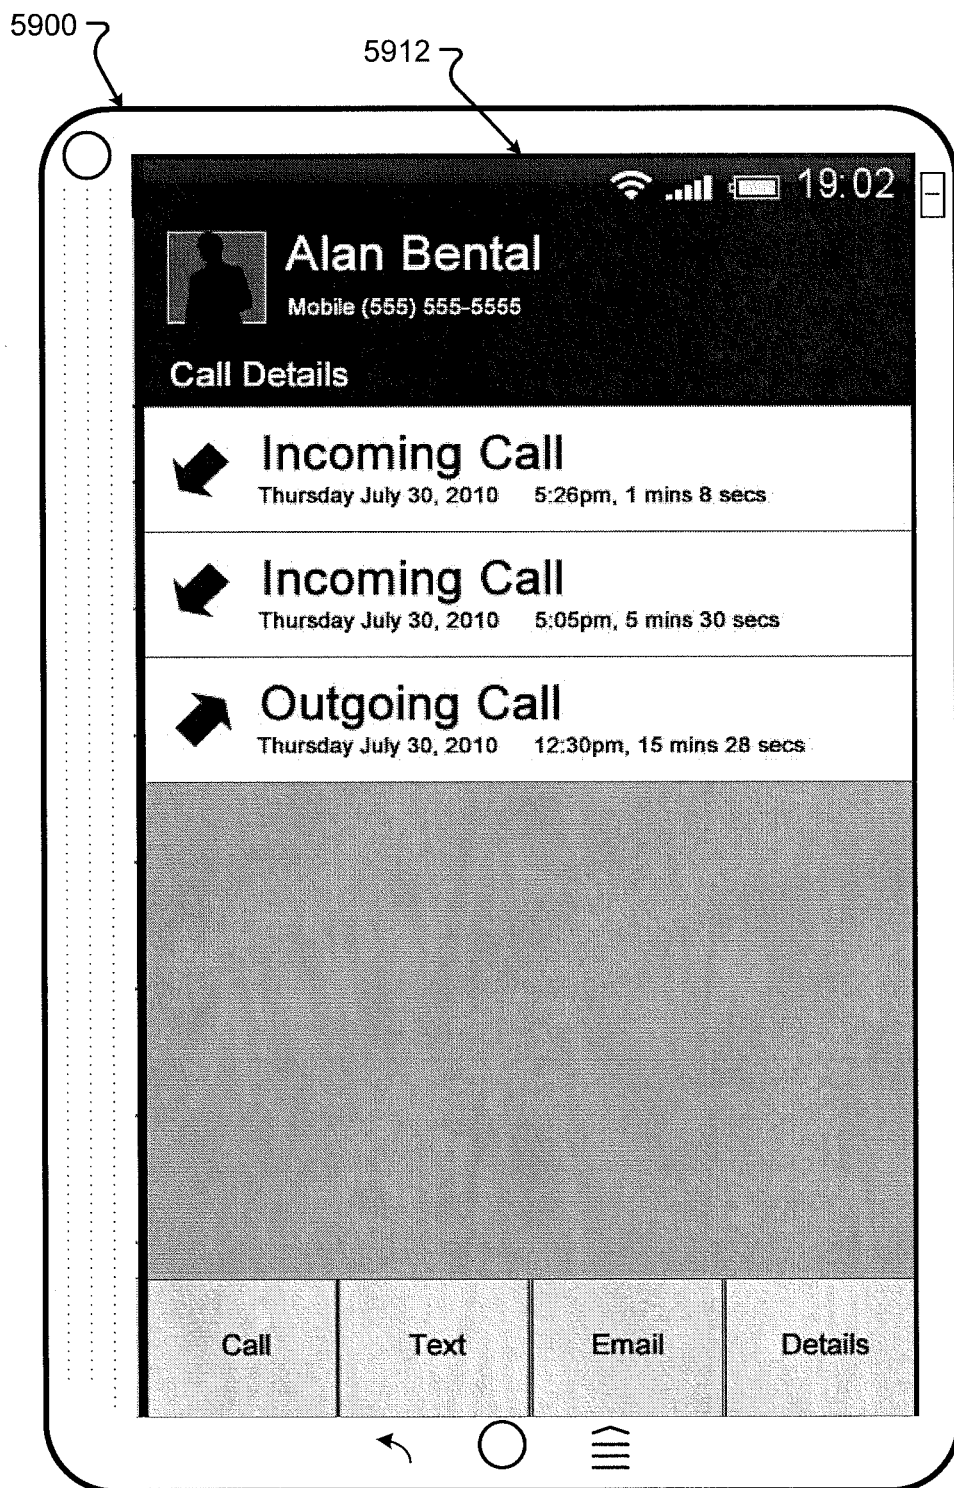 5900
5912
19:02
Alan Bental
Mobile (555) 555-5555
Call Details
Incoming Call
Thursday July 30, 2010 5:26pm, 1 mins 8 secs
Incoming Call
Thursday July 30, 2010 5:05pm, 5 mins 30 secs
Outgoing Call
Thursday July 30, 2010 12:30pm, 15 mins 28 secs
Call Text Email Details